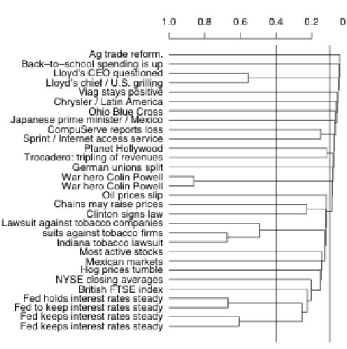 1.0 0.8 0.6 0.4 0.2 0
Ag trade reform.
Back–to–school spending is up
Lloyd's CEO questioned
Lloyd's chief / U.S. grilling
Viag stays positive
Chrysler / Latin America
Ohio Blue Cross
Japanese prime minister / Mexico
CompuServe reports loss
Sprint / Internet access service
Planet Hollywood
Trocadero: tripling of revenues
German unions split
War hero Colin Powell
War hero Colin Powell
Oil prices slip
Chains may raise prices
Clinton signs law
Lawsuit against tobacco companies
suits against tobacco firms
Indiana tobacco lawsuit
Most active stocks
Mexican markets
Hog prices tumble
NYSE closing averages
British FTSE index
Fed holds interest rates steady
Fed to keep interest rates steady
Fed keeps interest rates steady
Fed keeps interest rates steady